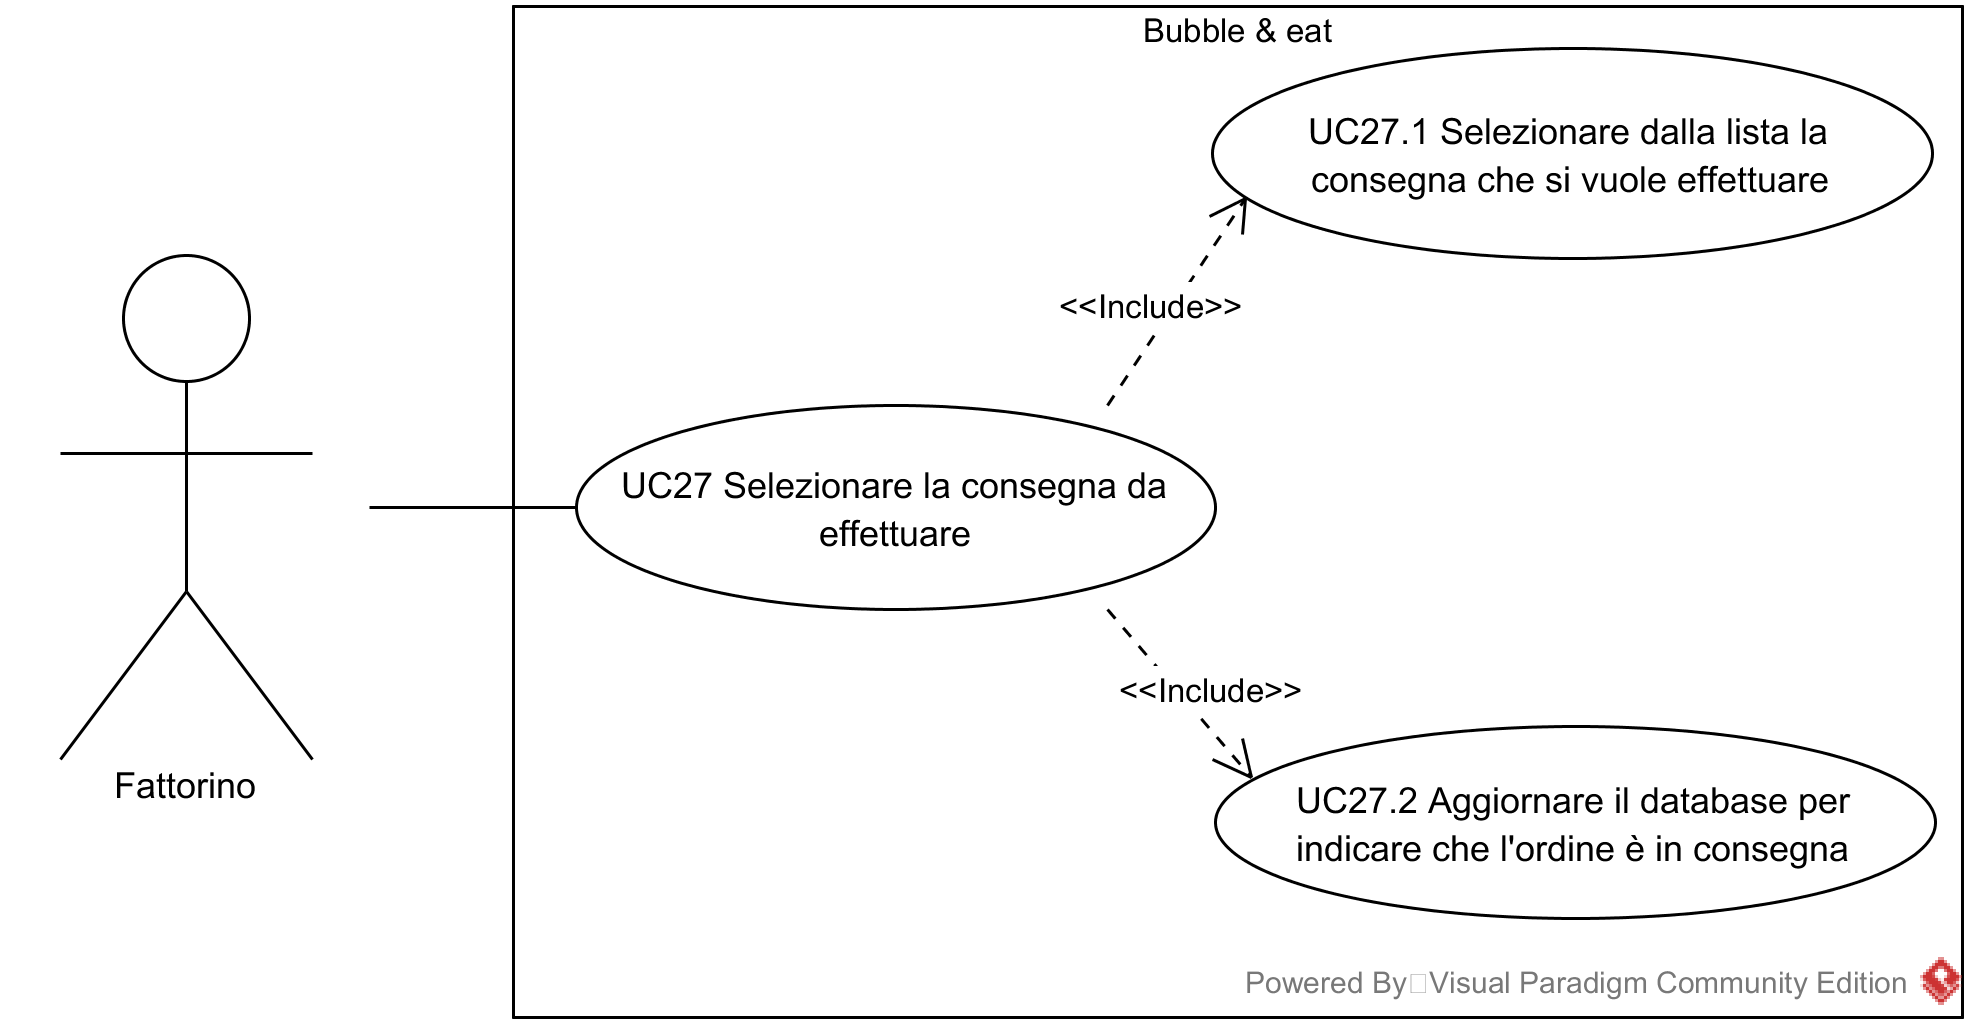 Bubble & eat
UC27.1 Selezionare dalla lista la
consegna che si vuole effettuare
<<Include>>
UC27 Selezionare la consegna da
effettuare
<<Include>>
Fattorino
UC27.2 Aggiornare il database per
indicare che l'ordine è in consegna
Powered By Visual Paradigm Community Edition